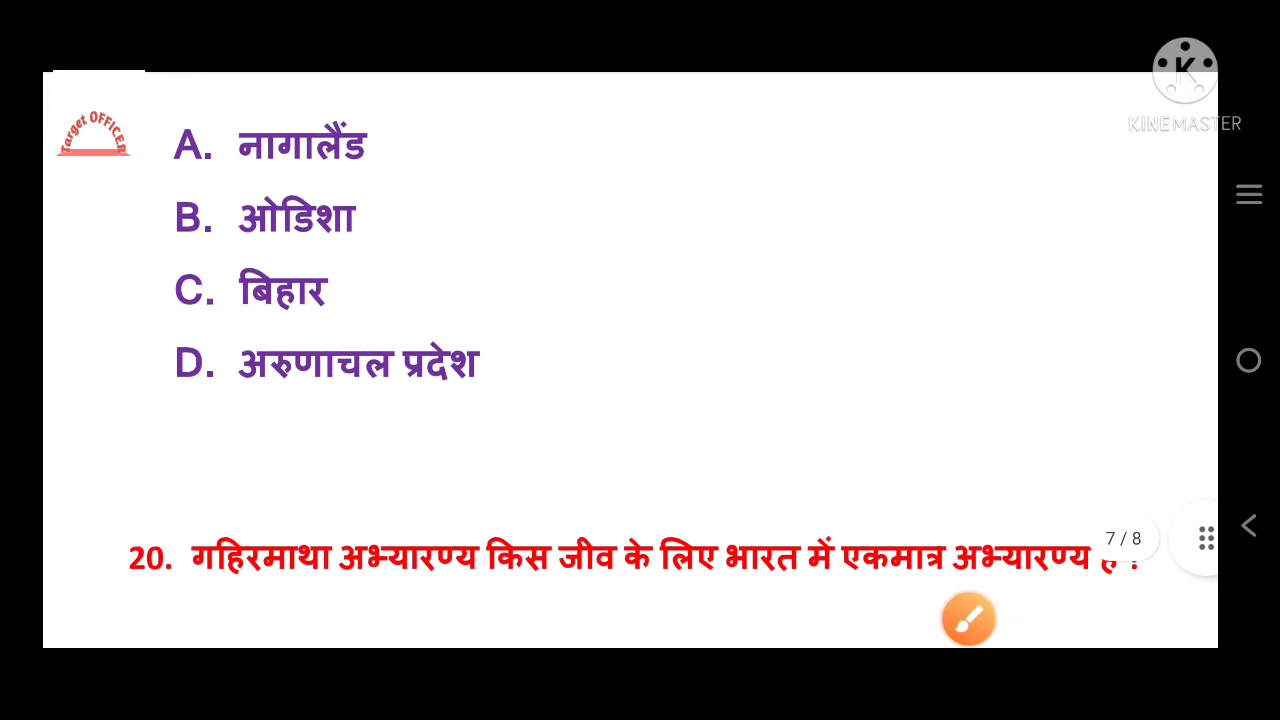 KINEMASTER
Target OFFICER
A. नागालैंड
B. ओडिशा
C. बिहार
D. अरुणाचल प्रदेश
20. गहिरमाथा अभ्यारण्य किस जीव के लिए भारत में एकमात्र अभ्यारण्य
7 / 8